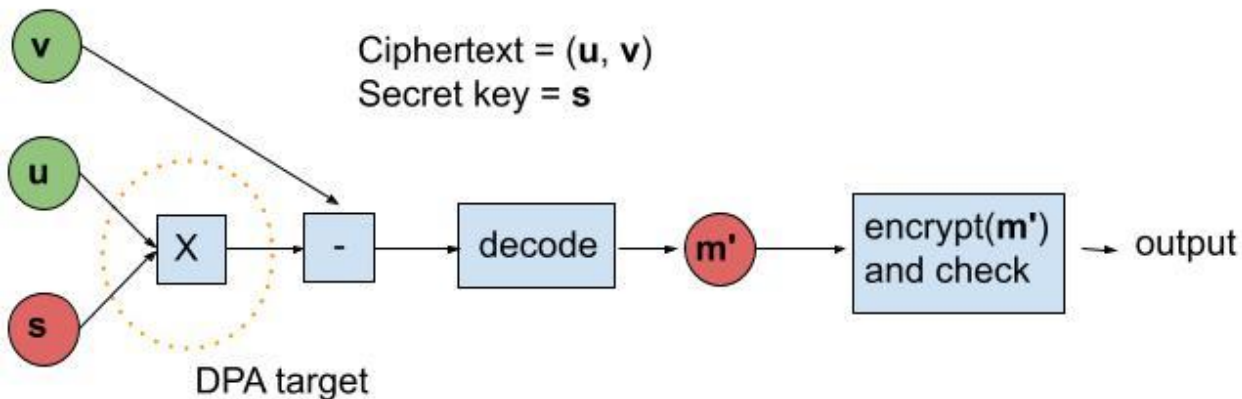 v
Ciphertext = (u, v)
Secret key = s
u
X
-
decode
m'
encrypt(m')
and check
output
s
DPA target